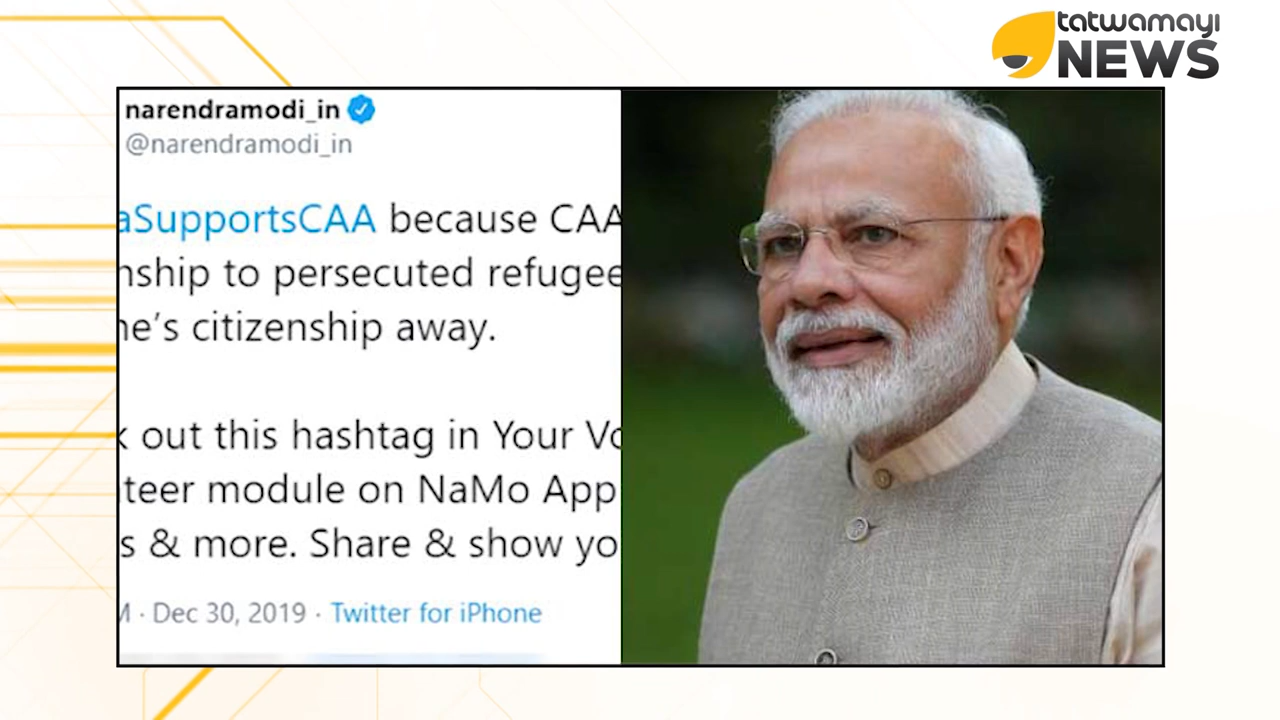 tatwamayi
NEWS
narendramodi_in
@narendramodi_in
aSupportsCAA because CAA
nship to persecuted refugee
ne's citizenship away.
k out this hashtag in Your Vo
teer module on NaMo App
s & more. Share & show yo
M · Dec 30, 2019 · Twitter for iPhone